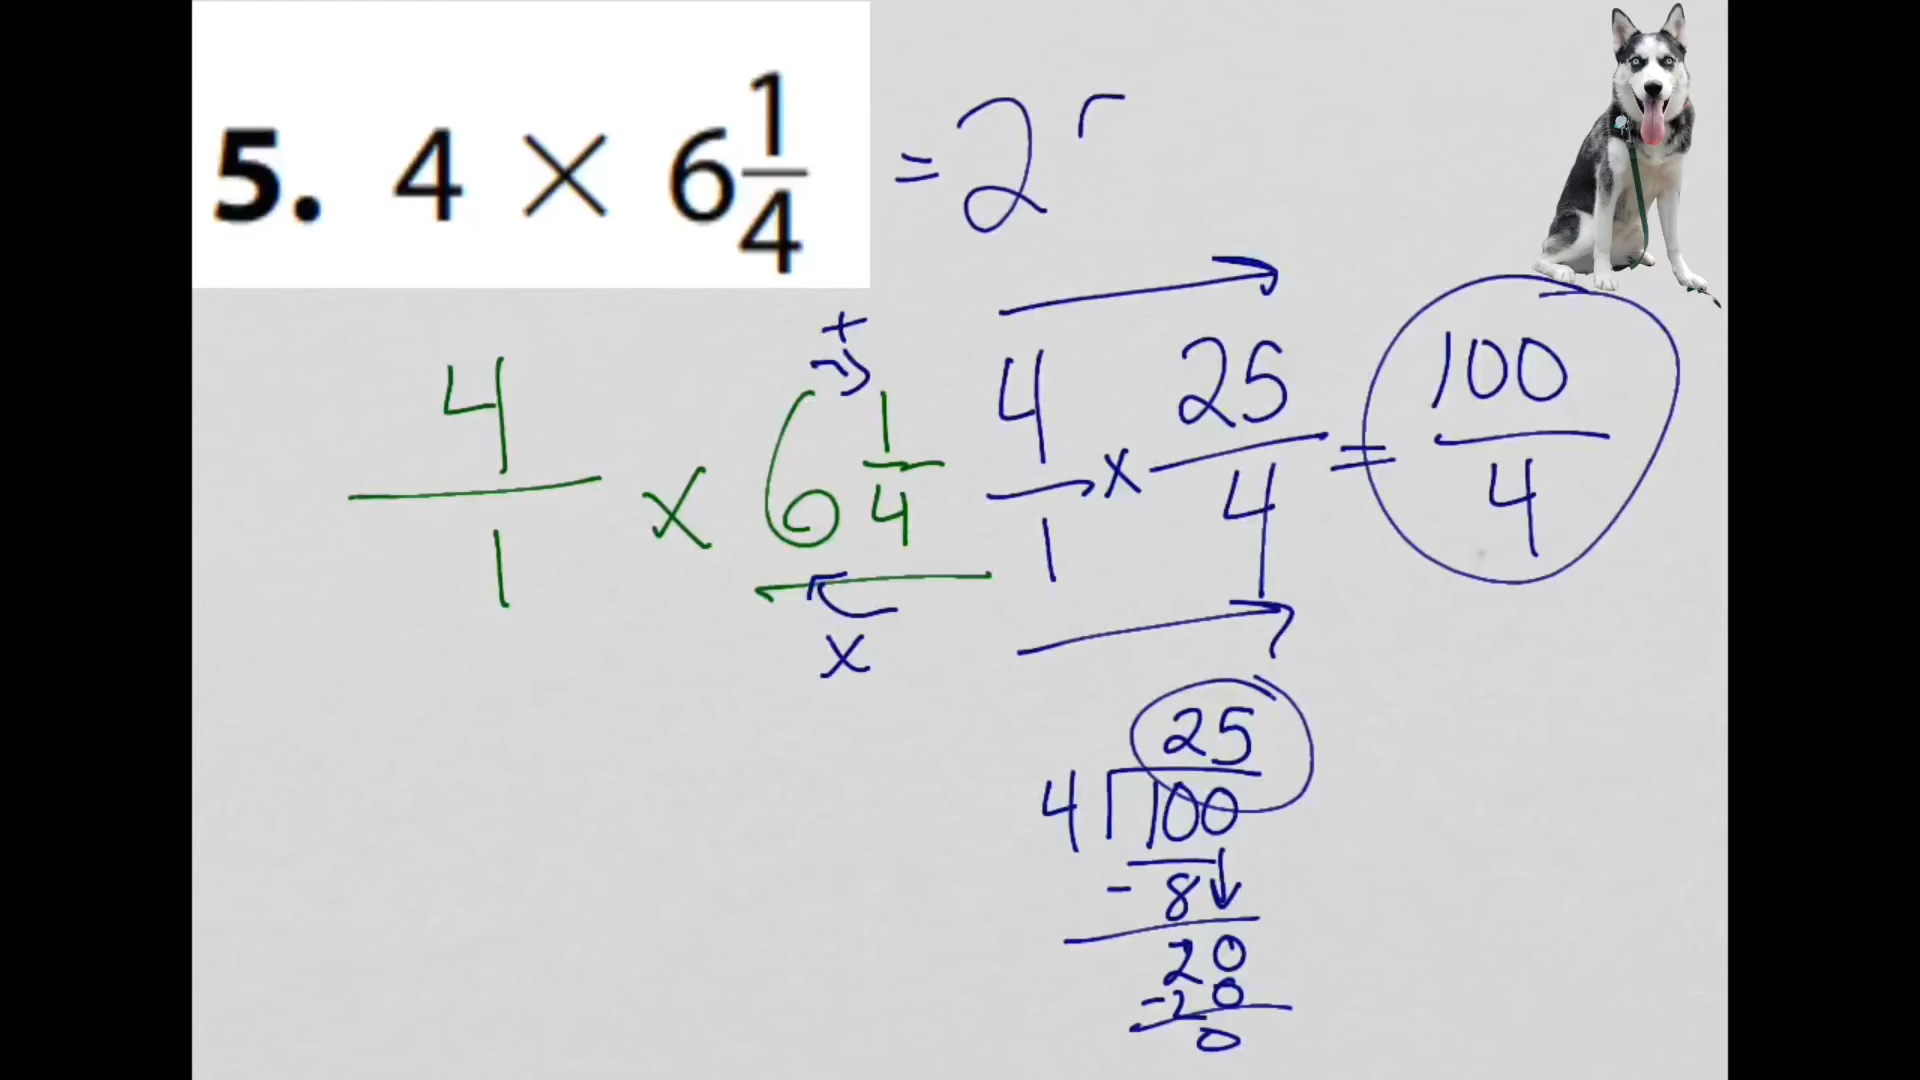 5. 4 × 6 1/4 = 2
4/1 × 6 1/4
+
x
4/1 x 25/4 = 100/4
25
4 100
- 8
20
-20
0